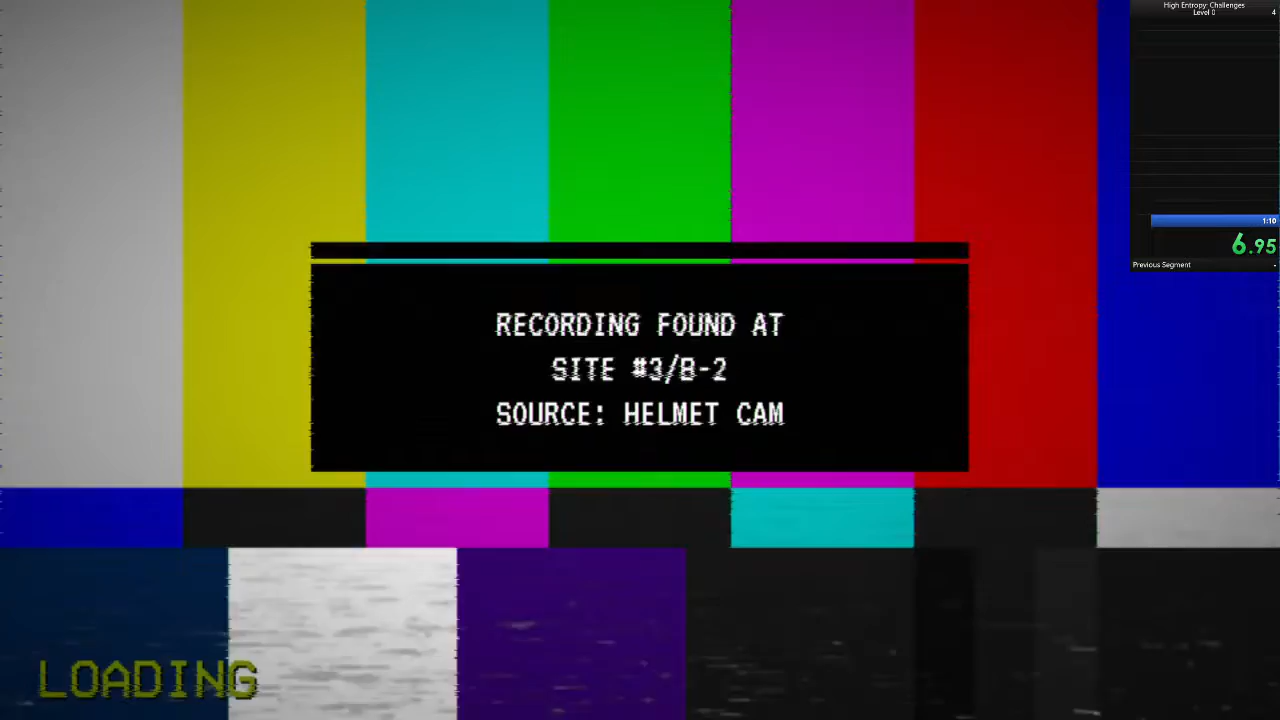 High Entropy: Challenges
Level 0 4
1:10
6.95
Previous Segment -
RECORDING FOUND AT
SITE #3/B-2
SOURCE: HELMET CAM
LOADING